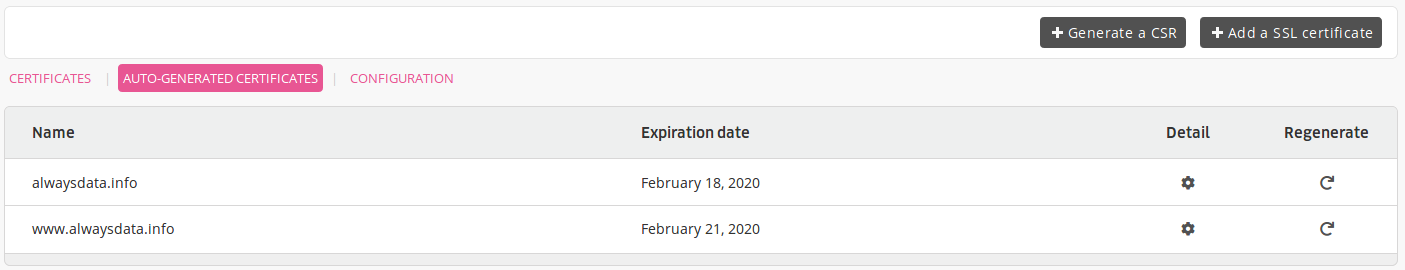 + Generate a CSR + Add a SSL certificate
CERTIFICATES | AUTO-GENERATED CERTIFICATES | CONFIGURATION
Name Expiration date Detail Regenerate
alwaysdata.info February 18, 2020
www.alwaysdata.info February 21, 2020